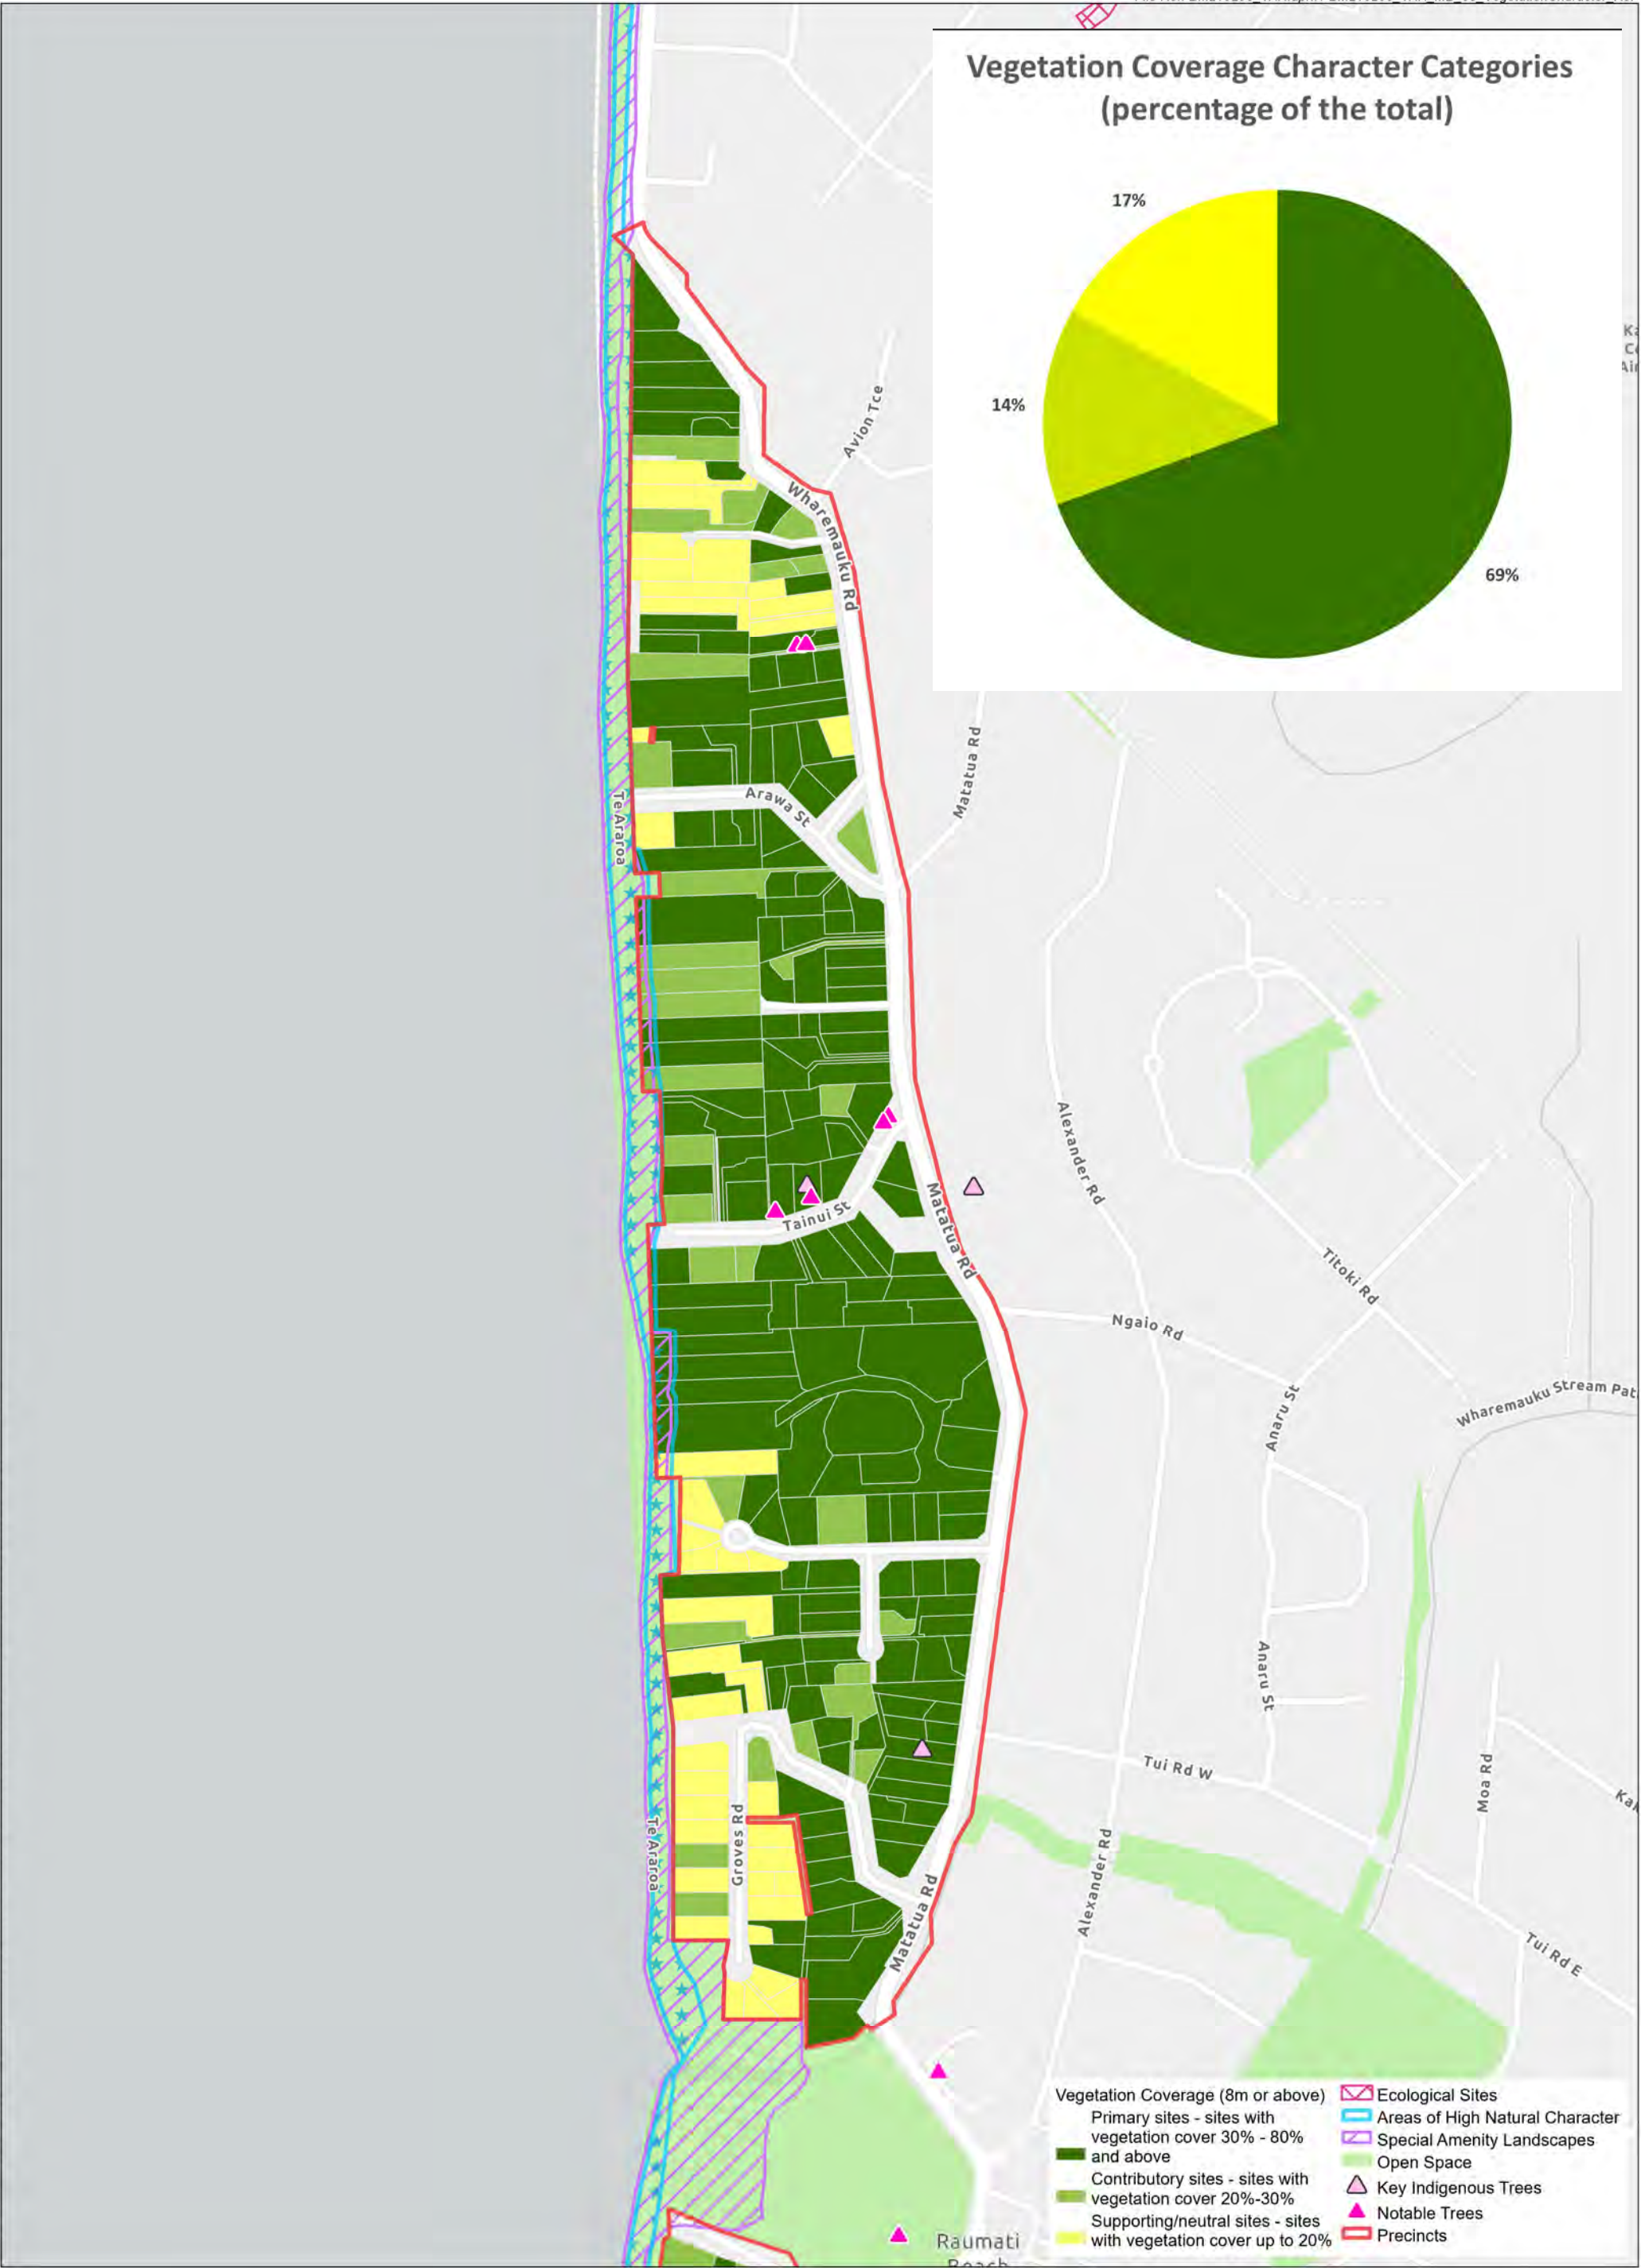 Vegetation Coverage Character Categories
(percentage of the total)
17%
14%
69%
Avion Tce
Wharemauku Rd
Matatua Rd
Arawa St
Te Araroa
Alexander Rd
Tainui St
Matatua Rd
Titoki Rd
Ngaio Rd
Anaru St
Wharemauku Stream Pat
Anaru St
Tui Rd W
Moa Rd
Groves Rd
Te Araroa
Alexander Rd
Matatua Rd
Tui Rd E
Raumati
Beach
Vegetation Coverage (8m or above)
Primary sites - sites with
vegetation cover 30% - 80%
and above
Contributory sites - sites with
vegetation cover 20%-30%
Supporting/neutral sites - sites
with vegetation cover up to 20%
Ecological Sites
Areas of High Natural Character
Special Amenity Landscapes
Open Space
Key Indigenous Trees
Notable Trees
Precincts